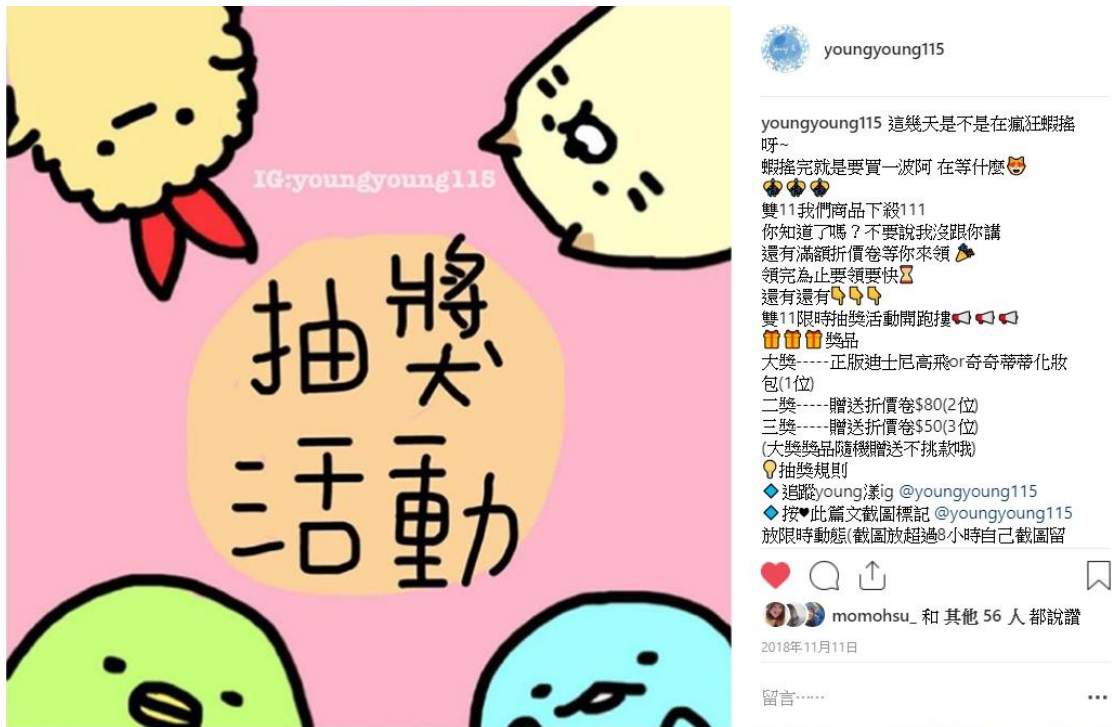 IG:youngyoung115
抽獎
活動
youngyoung115
youngyoung115 這幾天是不是在瘋狂蝦搖
呀~
蝦搖完就是要買一波阿 在等什麼😻
雙11我們商品下殺111
你知道了嗎？不要說我沒跟你講
還有滿額折價卷等你來領🎉
領完為止要領要快⌛
還有還有👇👇👇
雙11限時抽獎活動開跑摟📢📢📢
🎁🎁🎁獎品
大獎-----正版迪士尼高飛or奇奇蒂蒂化妝
包(1位)
二獎-----贈送折價卷$80(2位)
三獎-----贈送折價卷$50(3位)
(大獎獎品隨機贈送不挑款哦)
💡抽獎規則
🔷追蹤young漾ig @youngyoung115
🔷按♥此篇文截圖標記 @youngyoung115
放限時動態(截圖放超過8小時自己截圖留
momohsu_ 和 其他 56 人 都說讚
2018年11月11日
留言……